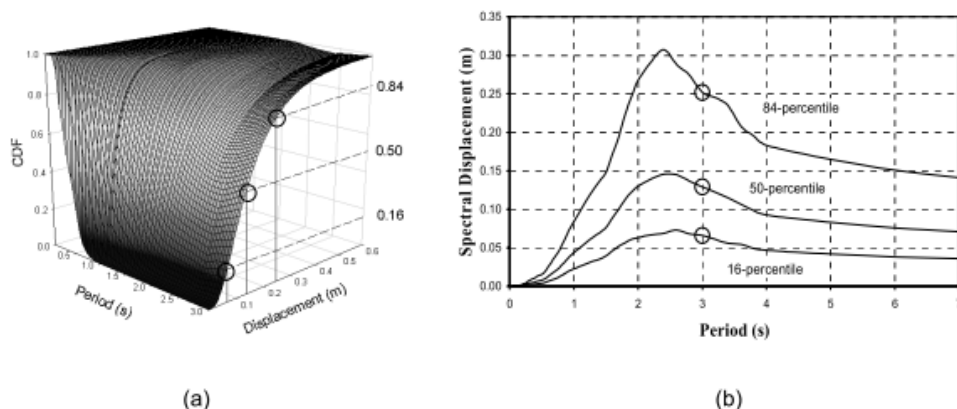 1.0
0.8
0.6
0.4
0.2
0.0
CDF
0.84
0.50
0.16
0.5
1.0
1.5
2.0
2.5
3.0
Period (s)
0.1
0.2
0.3
0.4
0.5
0.6
Displacement (m)
(a)
0.35
0.30
0.25
0.20
0.15
0.10
0.05
0.00
Spectral Displacement (m)
84-percentile
50-percentile
16-percentile
0 1 2 3 4 5 6 7
Period (s)
(b)